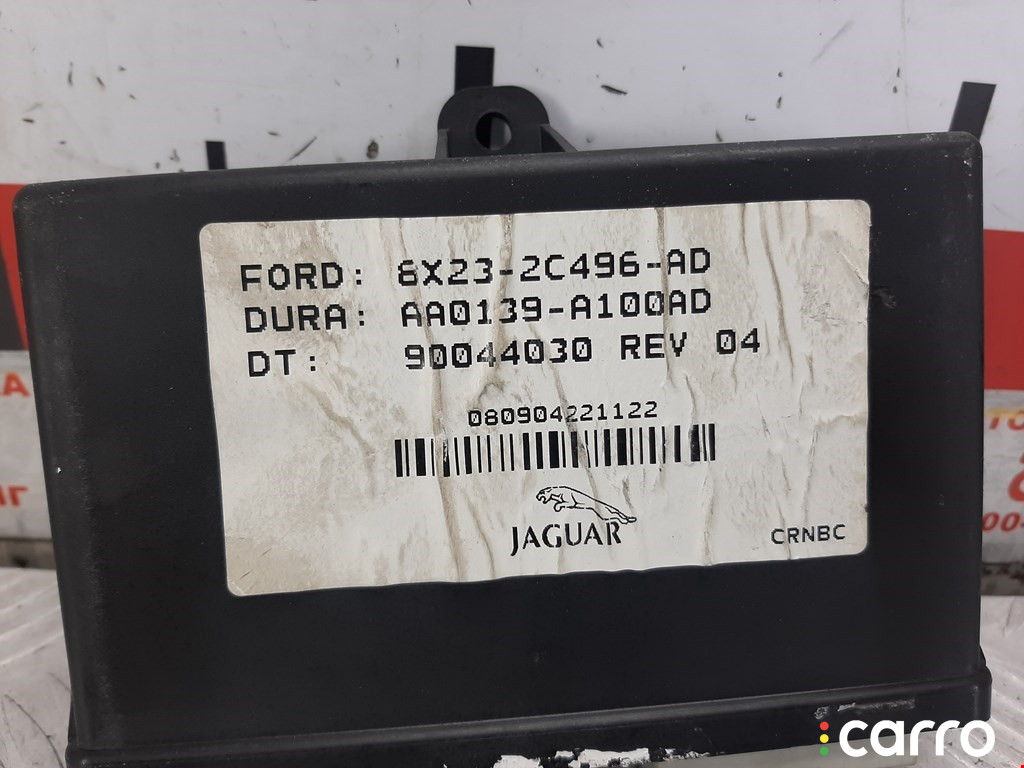 FORD: 6X23-2C496-AD
DURA: AA0139-A100AD
DT: 90044030 REV 04
080904221122
JAGUAR
CRNBC
carro